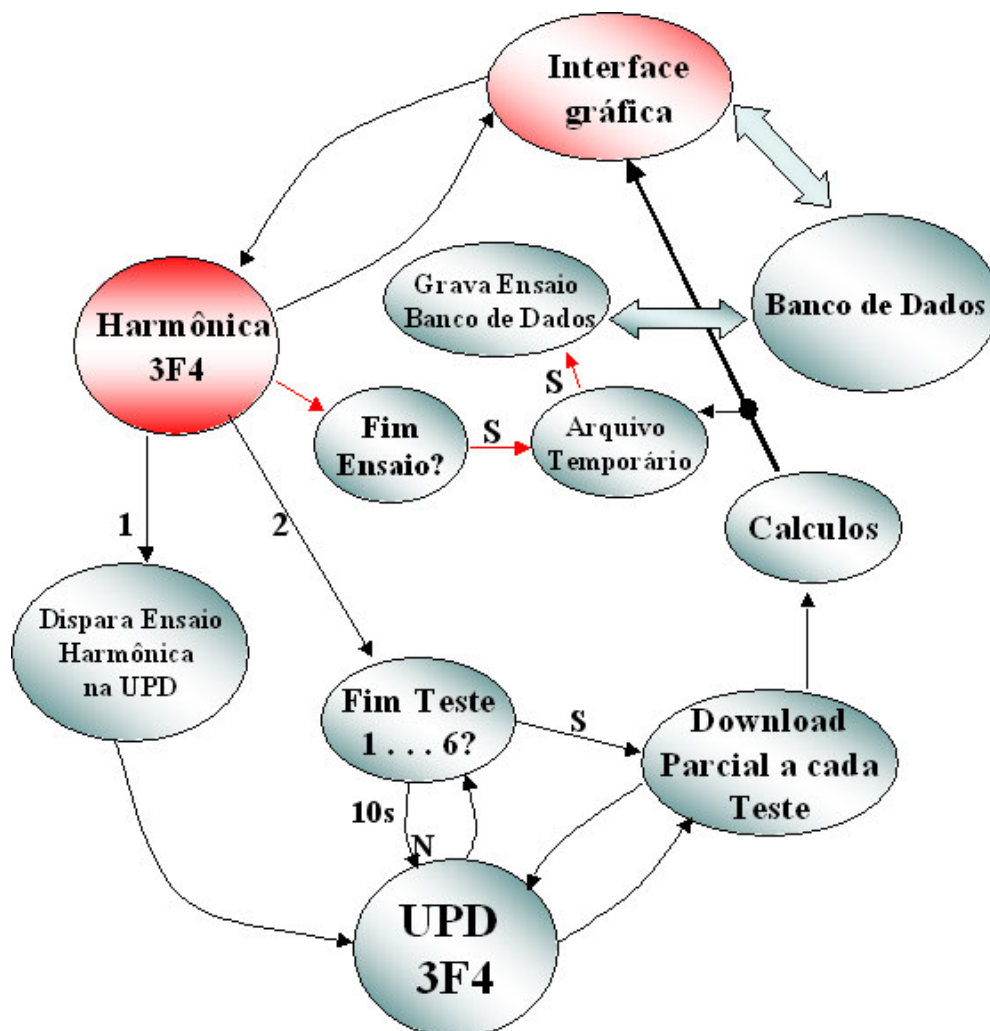 Interface
gráfica
Grava Ensaio
Banco de Dados
Banco de Dados
Harmônica
3F4
Fim
Ensaio?
S
S
Arquivo
Temporário
Calculos
1
2
Dispara Ensaio
Harmônica
na UPD
Fim Teste
1 . . . 6?
S
Download
Parcial a cada
Teste
10s
N
UPD
3F4